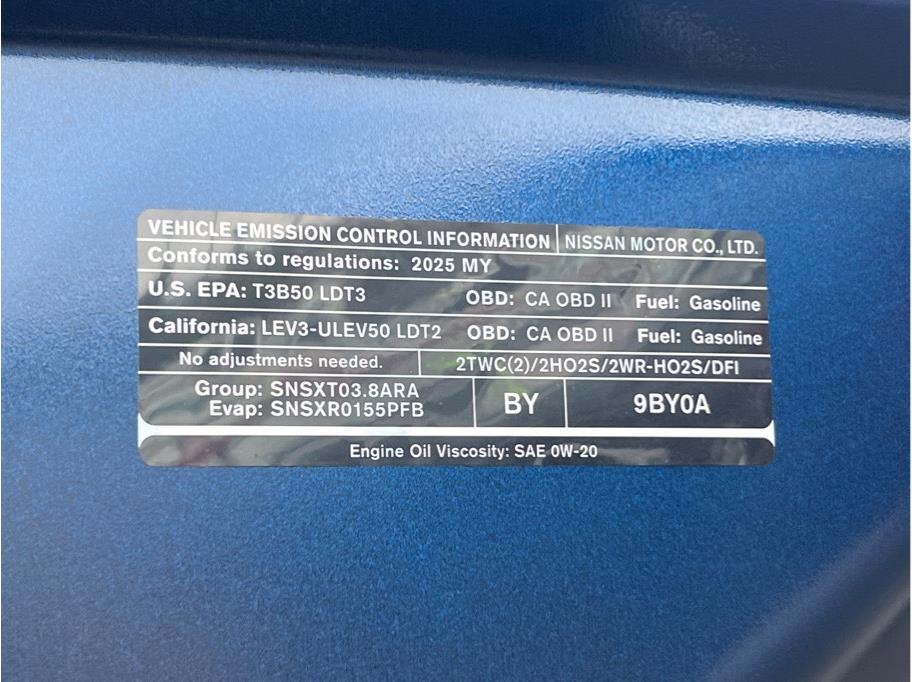 VEHICLE EMISSION CONTROL INFORMATION NISSAN MOTOR CO., LTD.
Conforms to regulations: 2025 MY
U.S. EPA: T3B50 LDT3 OBD: CA OBD II Fuel: Gasoline
California: LEV3-ULEV50 LDT2 OBD: CA OBD II Fuel: Gasoline
No adjustments needed. 2TWC(2)/2HO2S/2WR-HO2S/DFI
Group: SNSXT03.8ARA
Evap: SNSXR0155PFB
BY 9BY0A
Engine Oil Viscosity: SAE 0W-20